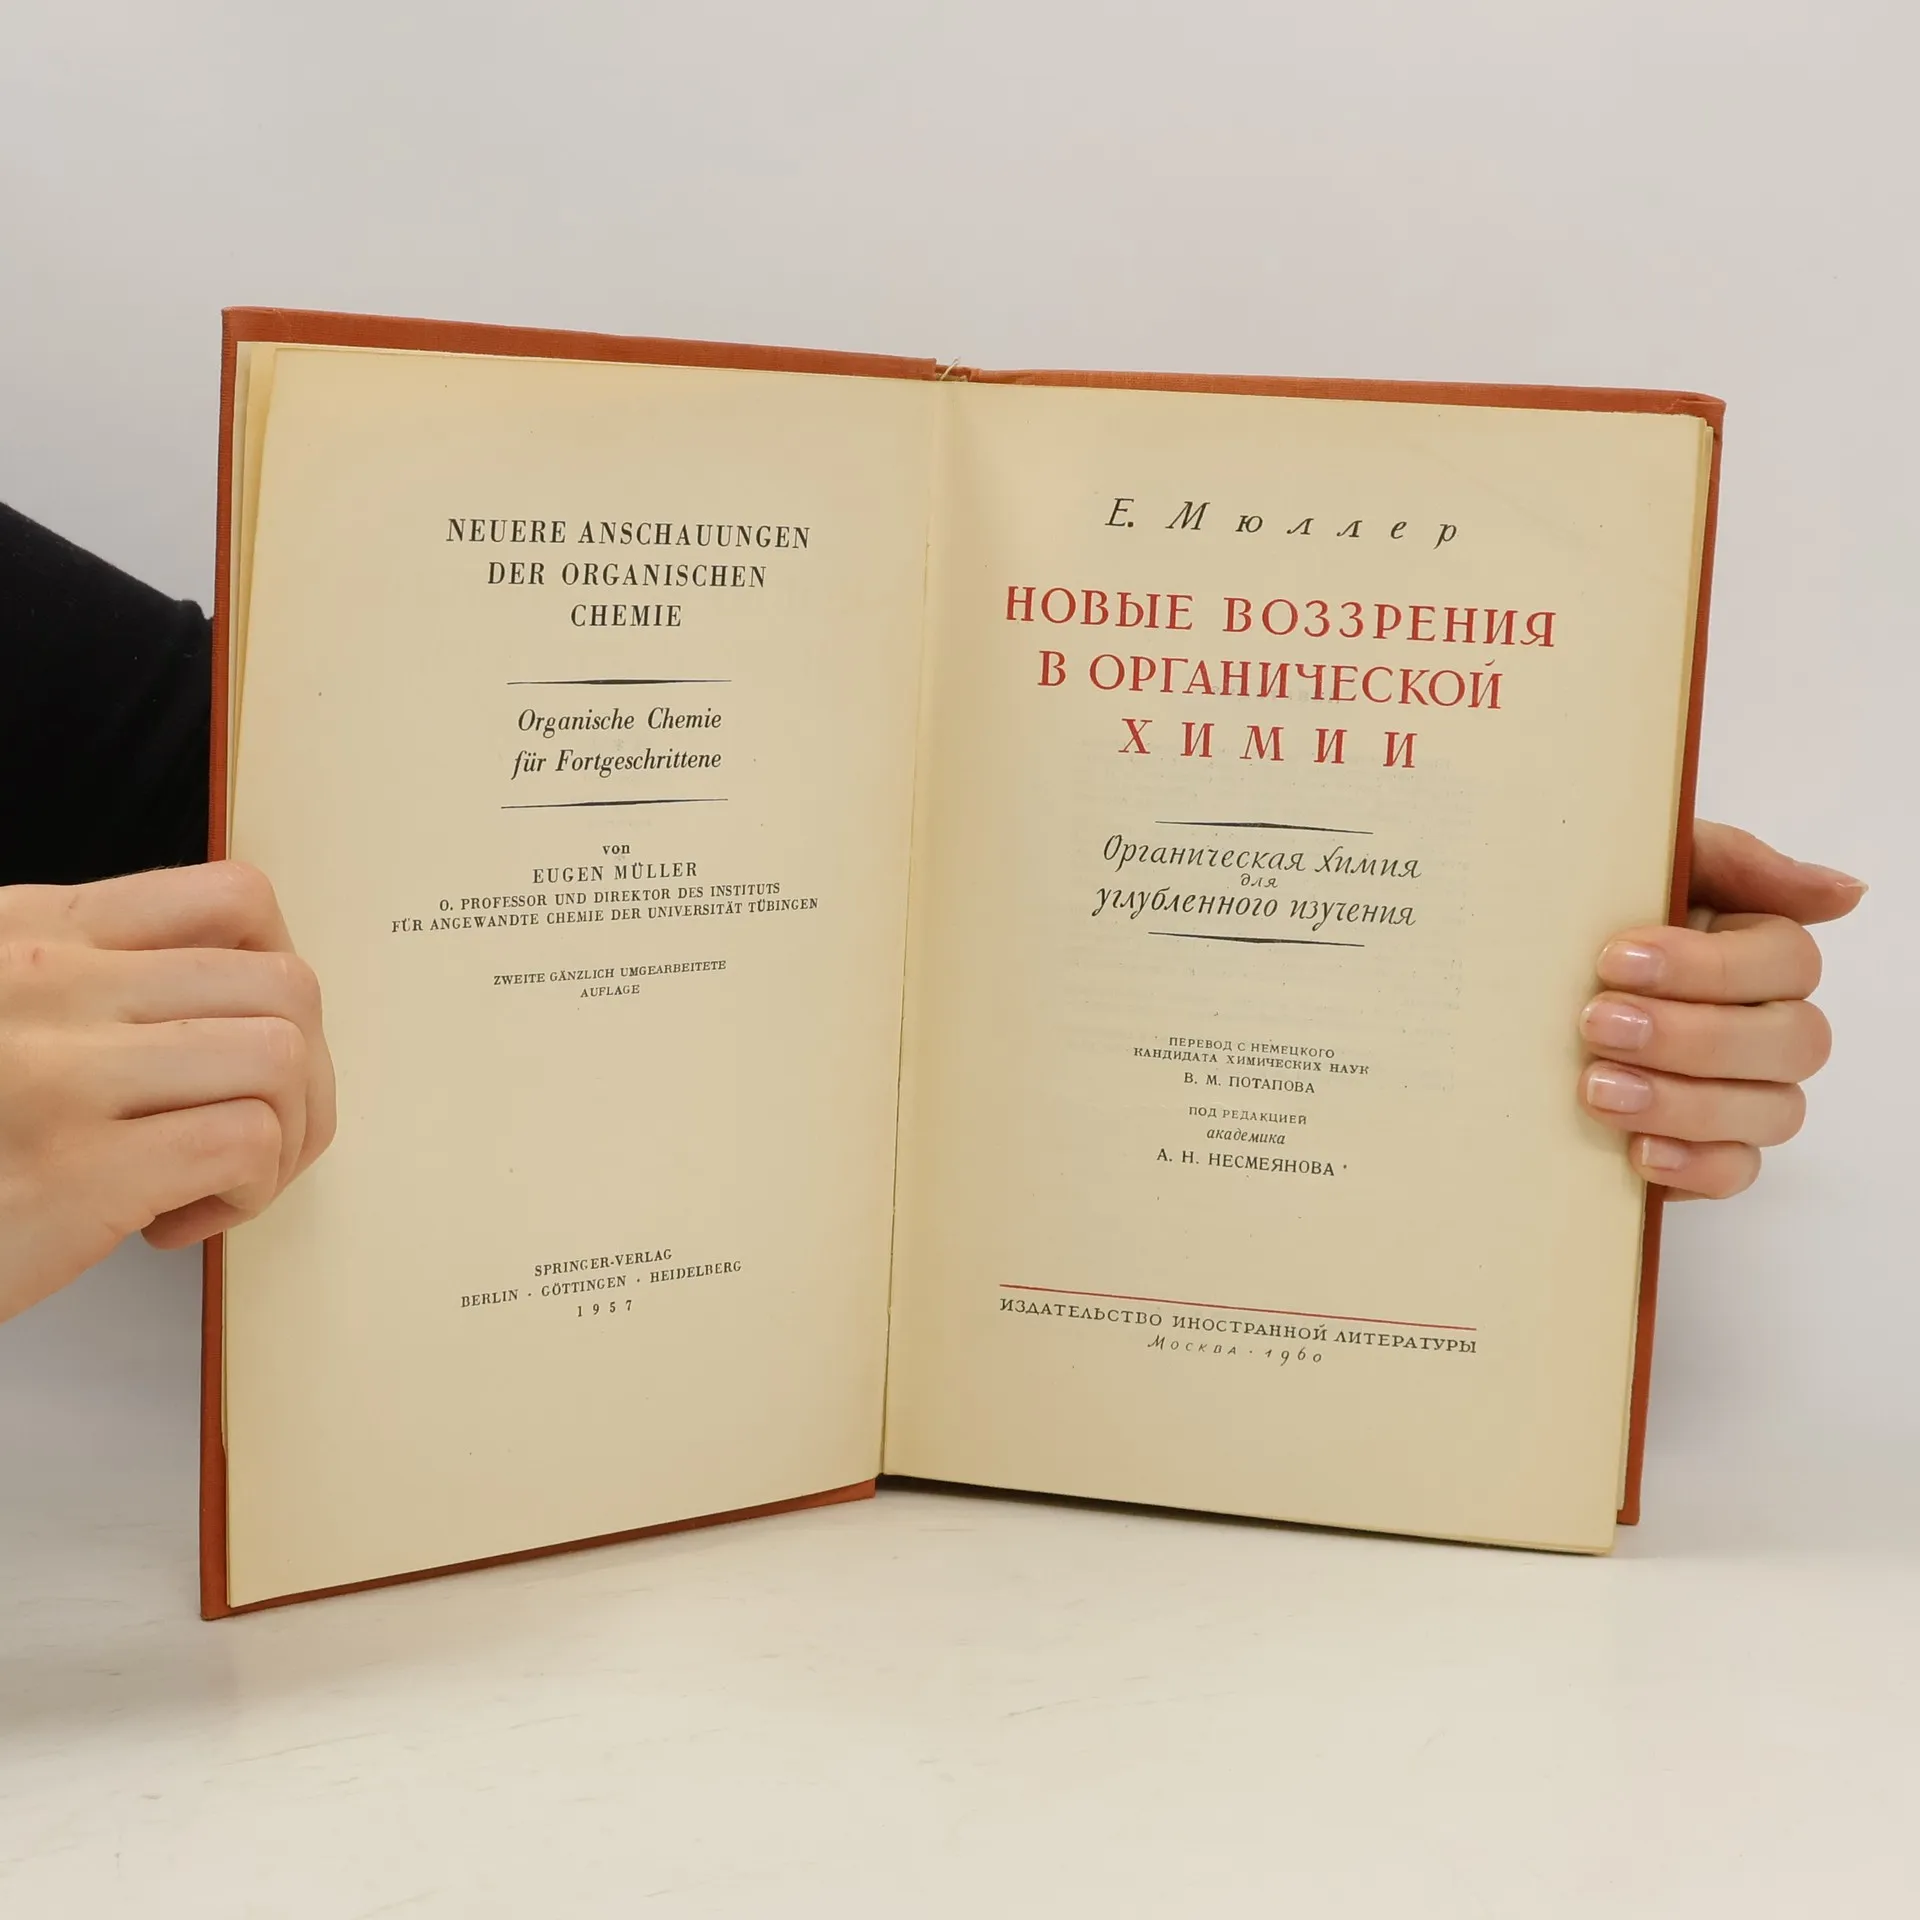 NEUERE ANSCHAUUNGEN
DER ORGANISCHEN
CHEMIE
Organische Chemie
für Fortgeschrittene
von
EUGEN MÜLLER
O. PROFESSOR UND DIREKTOR DES INSTITUTS
FÜR ANGEWANDTE CHEMIE DER UNIVERSITÄT TÜBINGEN
ZWEITE GÄNZLICH UMGEARBEITETE
AUFLAGE
SPRINGER-VERLAG
BERLIN · GÖTTINGEN · HEIDELBERG
1957
Е. Мюллер
НОВЫЕ ВОЗЗРЕНИЯ
В ОРГАНИЧЕСКОЙ
ХИМИИ
Органическая химия
для
углубленного изучения
ПЕРЕВОД С НЕМЕЦКОГО
КАНДИДАТА ХИМИЧЕСКИХ НАУК
В. М. ПОТАПОВА
ПОД РЕДАКЦИЕЙ
академика
А. Н. НЕСМЕЯНОВА
ИЗДАТЕЛЬСТВО ИНОСТРАННОЙ ЛИТЕРАТУРЫ
Москва · 1960